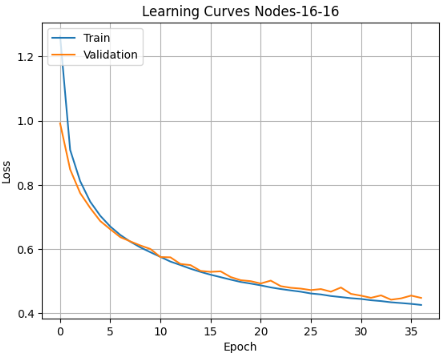 Learning Curves Nodes-16-16
Train
Validation
1.2
1.0
0.8
0.6
0.4
Loss
0 5 10 15 20 25 30 35
Epoch